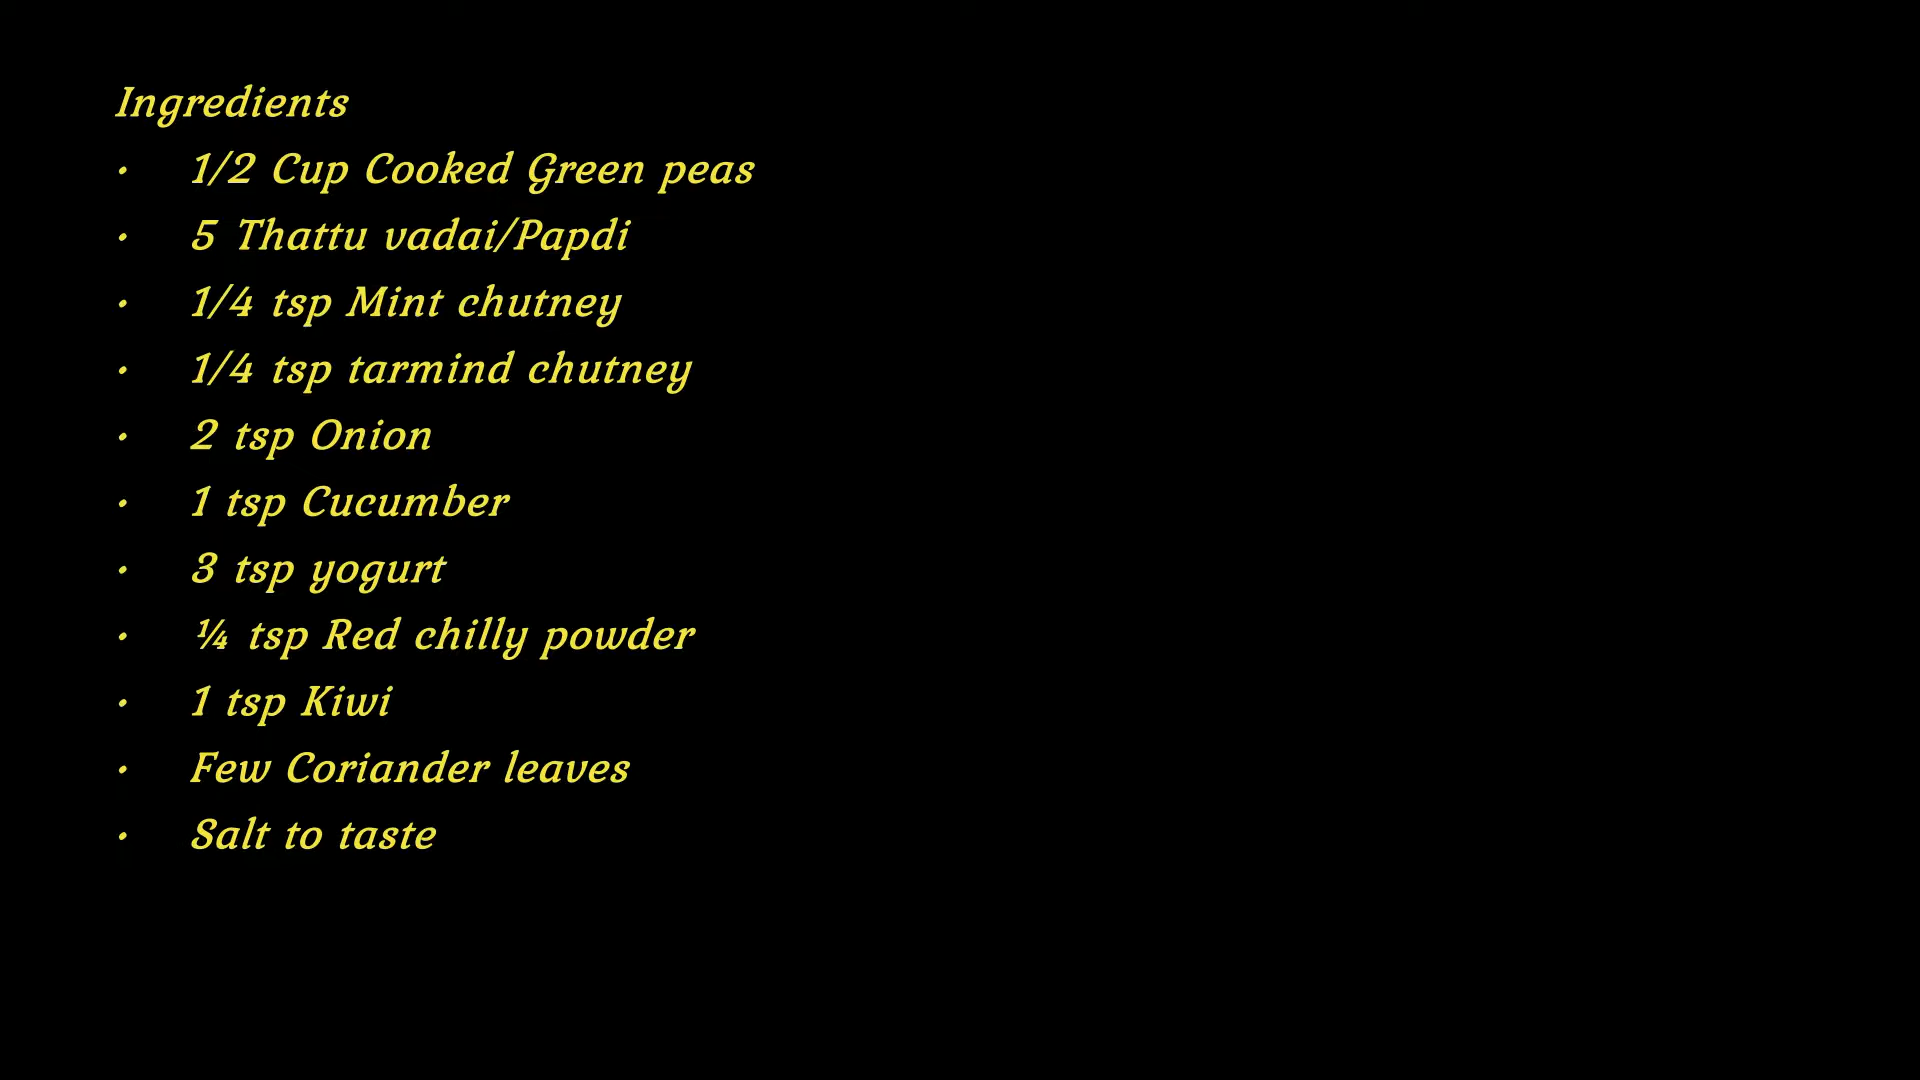 Ingredients
• 1/2 Cup Cooked Green peas
• 5 Thattu vadai/Papdi
• 1/4 tsp Mint chutney
• 1/4 tsp tarmind chutney
• 2 tsp Onion
• 1 tsp Cucumber
• 3 tsp yogurt
• ¼ tsp Red chilly powder
• 1 tsp Kiwi
• Few Coriander leaves
• Salt to taste